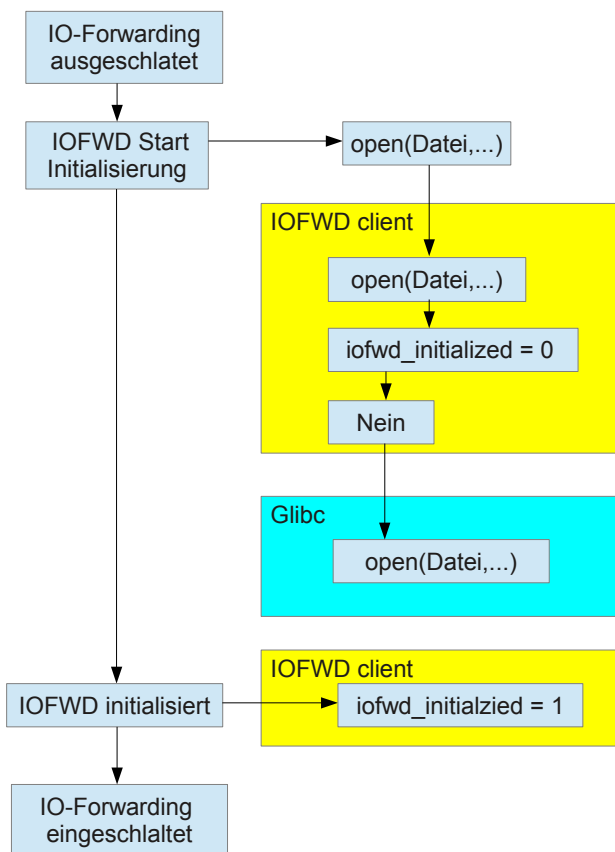 IO-Forwarding
ausgeschlatet
IOFWD Start
Initialisierung
open(Datei,...)
IOFWD client
open(Datei,...)
iofwd_initialized = 0
Nein
Glibc
open(Datei,...)
IOFWD client
IOFWD initialisiert
iofwd_initialzied = 1
IO-Forwarding
eingeschlaltet